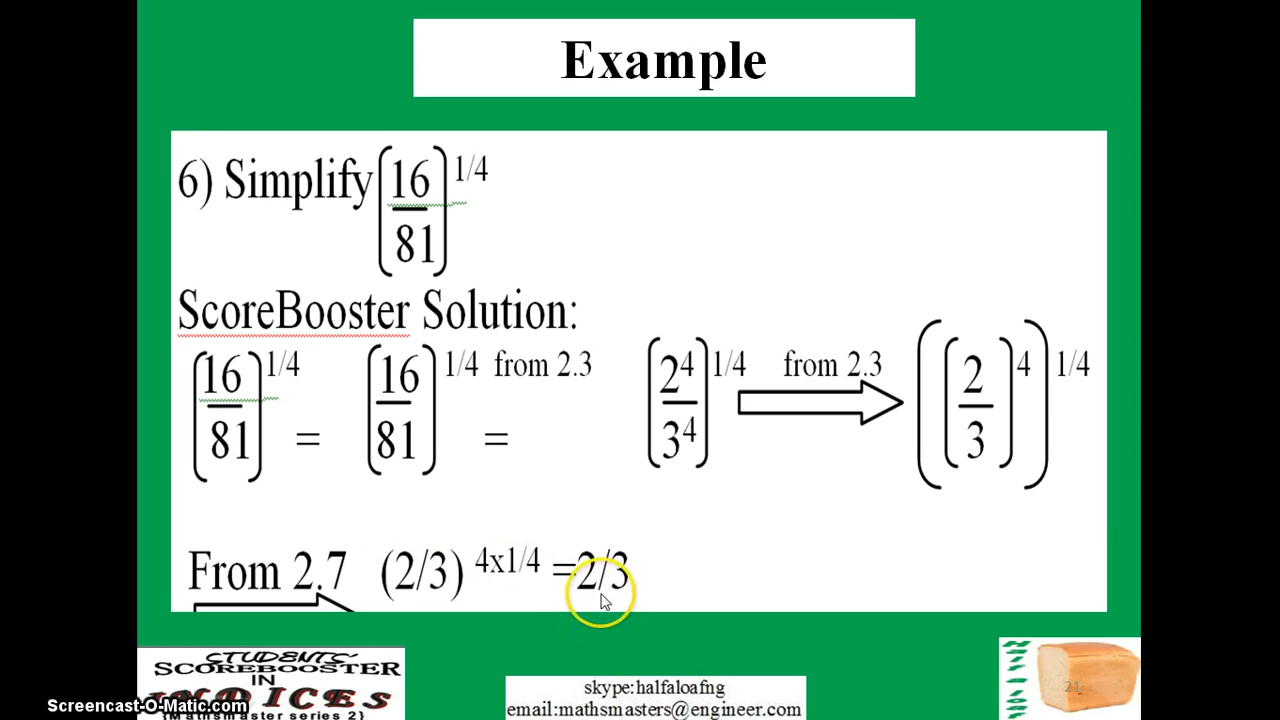 Example
6) Simplify (16/81)^1/4
ScoreBooster Solution:
(16/81)^1/4 = (16/81)^1/4 from 2.3 = (2^4/3^4)^1/4 from 2.3 ((2/3)^4)^1/4
From 2.7 (2/3) ^4x1/4 =2/3
STUDENTS'
SCOREBOOSTER
IN
INDICES
{Mathsmaster series 2}
skype:halfaloafng
email:mathsmasters@engineer.com
21
Screencast-O-Matic.com